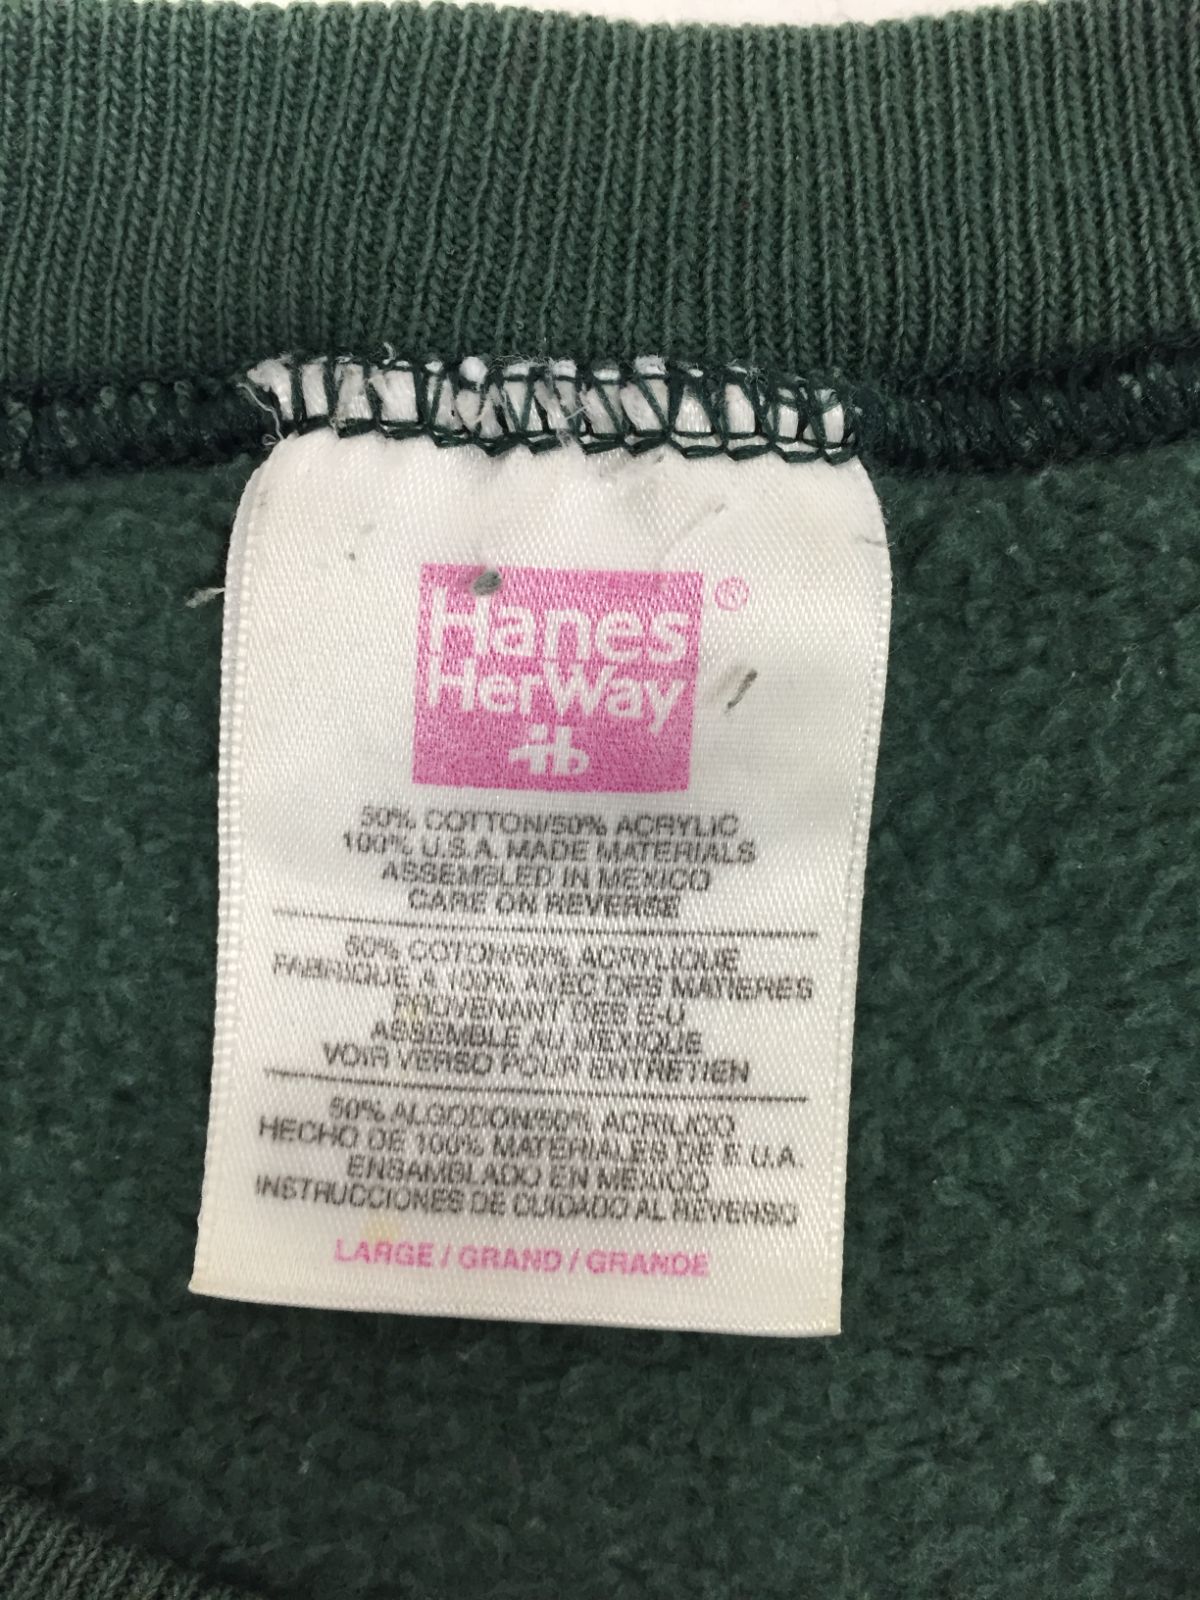 Hanes
HerWay
®
50% COTTON/50% ACRYLIC
100% U.S.A. MADE MATERIALS
ASSEMBLED IN MEXICO
CARE ON REVERSE
50% COTON/50% ACRYLIQUE
FABRIQUE A 100% AVEC DES MATIERES
PROVENANT DES E-U
ASSEMBLE AU MEXIQUE
VOIR VERSO POUR ENTRETIEN
50% ALGODON/50% ACRILICO
HECHO DE 100% MATERIALES DE E.U.A.
ENSAMBLADO EN MEXICO
INSTRUCCIONES DE CUIDADO AL REVERSO
LARGE / GRAND / GRANDE